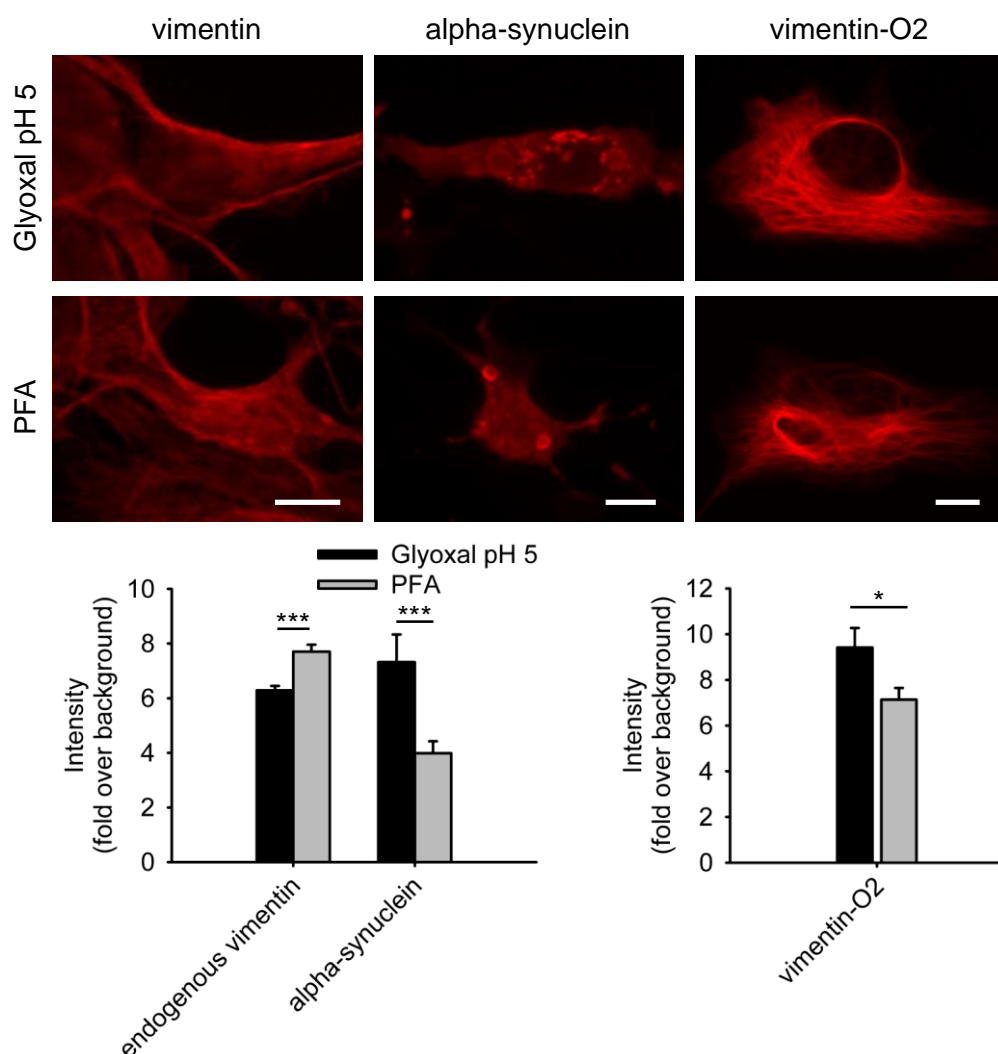 vimentin
alpha-synuclein
vimentin-O2
Glyoxal pH 5
PFA
Glyoxal pH 5
PFA
Intensity
(fold over background)
10
8
6
4
2
0
***
***
endogenous vimentin
alpha-synuclein
Intensity
(fold over background)
12
10
8
6
4
2
0
*
vimentin-O2